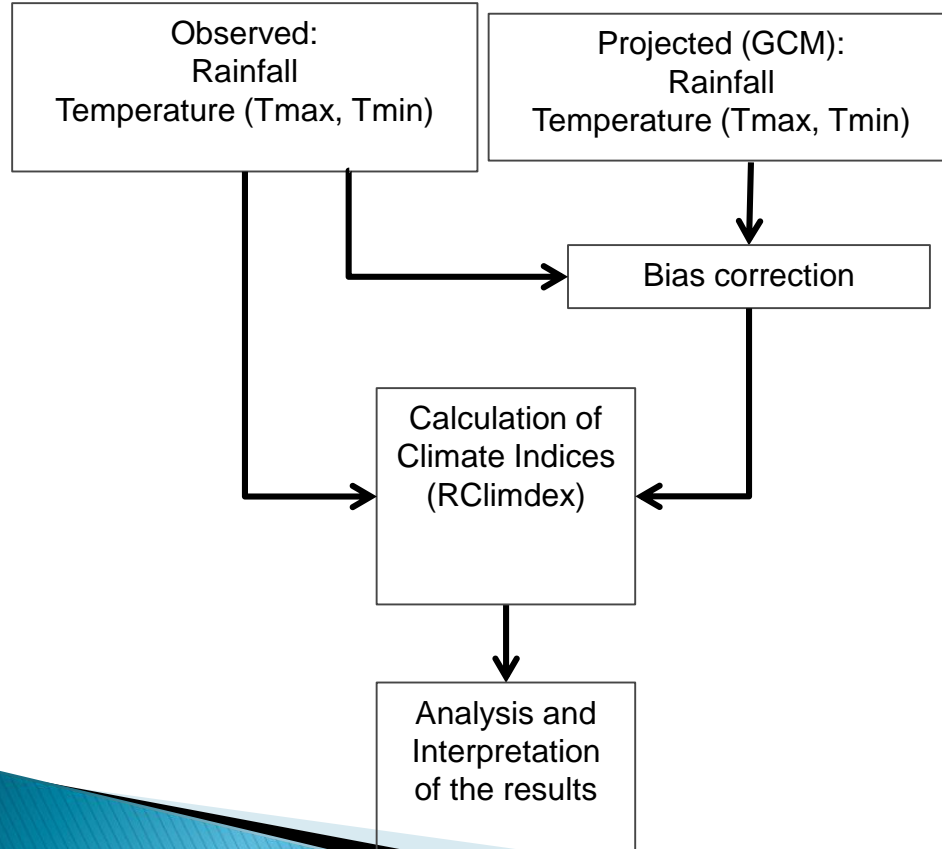 Observed:
Rainfall
Temperature (Tmax, Tmin)
Projected (GCM):
Rainfall
Temperature (Tmax, Tmin)
Bias correction
Calculation of
Climate Indices
(RClimdex)
Analysis and
Interpretation
of the results